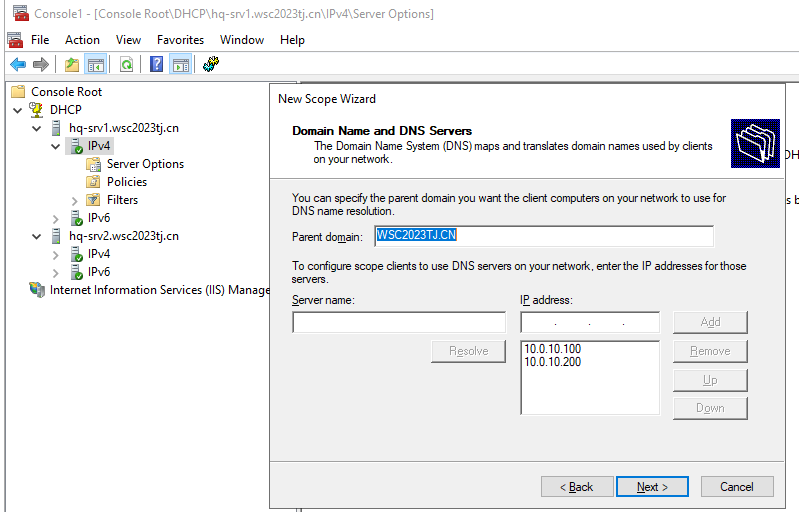 Console1 - [Console Root\DHCP\hq-srv1.wsc2023tj.cn\IPv4\Server Options]
File Action View Favorites Window Help
Console Root
DHCP
hq-srv1.wsc2023tj.cn
IPv4
Server Options
Policies
Filters
IPv6
hq-srv2.wsc2023tj.cn
IPv4
IPv6
Internet Information Services (IIS) Manage
New Scope Wizard
Domain Name and DNS Servers
The Domain Name System (DNS) maps and translates domain names used by clients
on your network.
You can specify the parent domain you want the client computers on your network to use for
DNS name resolution.
Parent domain: WSC2023TJ.CN
To configure scope clients to use DNS servers on your network, enter the IP addresses for those
servers.
Server name: IP address:
. . . Add
Resolve 10.0.10.100 Remove
10.0.10.200
Up
Down
< Back Next > Cancel